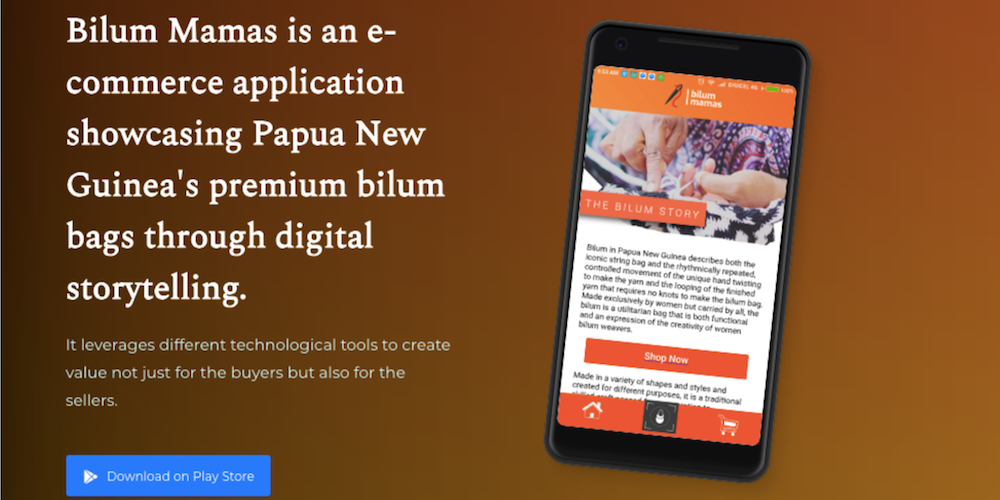 Bilum Mamas is an e-
commerce application
showcasing Papua New
Guinea's premium bilum
bags through digital
storytelling.
It leverages different technological tools to create
value not just for the buyers but also for the
sellers.
Download on Play Store
9:53 AM
100%
bilum
mamas
THE BILUM STORY
Bilum in Papua New Guinea describes both the
iconic string bag and the rhythmically repeated,
controlled movement of the unique hand twisting
to make the yarn and the looping of the finished
yarn that requires no knots to make the bilum bag.
Made exclusively by women but carried by all, the
bilum is a utilitarian bag that is both functional
and an expression of the creativity of women
bilum weavers.
Shop Now
Made in a variety of shapes and styles and
created for different purposes, it is a traditional